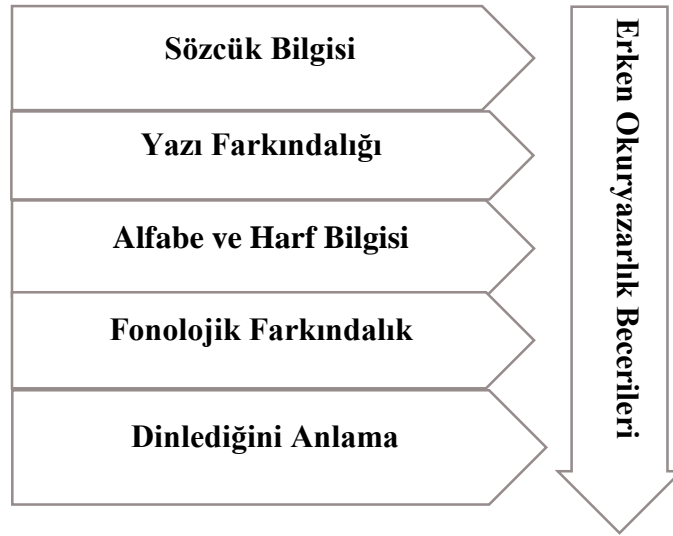 Sözcük Bilgisi
Yazı Farkındalığı
Alfabe ve Harf Bilgisi
Fonolojik Farkındalık
Dinlediğini Anlama
Erken Okuryazarlık Becerileri